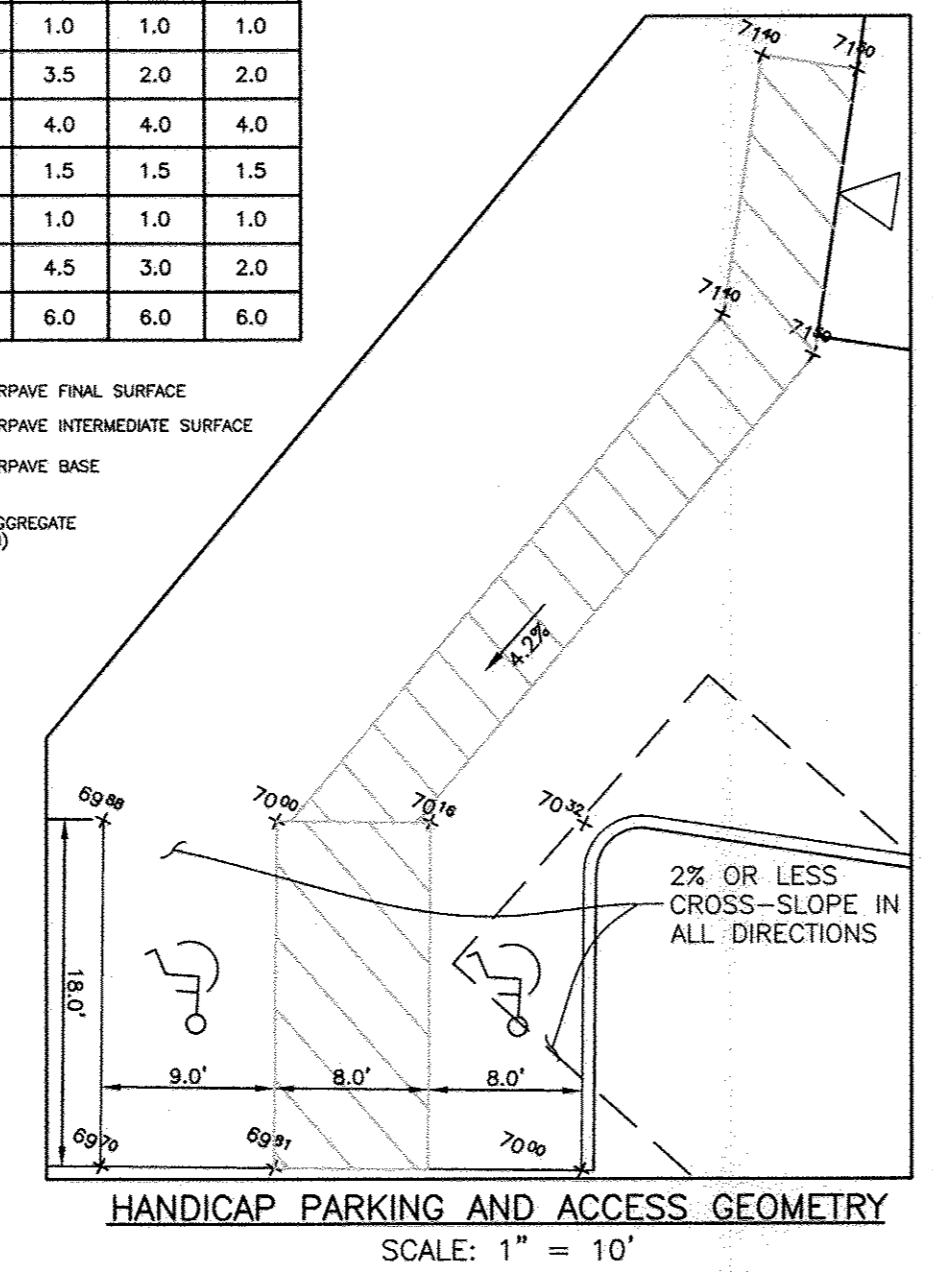 1.0 1.0 1.0
3.5 2.0 2.0
4.0 4.0 4.0
1.5 1.5 1.5
1.0 1.0 1.0
4.5 3.0 2.0
6.0 6.0 6.0
RPAVE FINAL SURFACE
RPAVE INTERMEDIATE SURFACE
RPAVE BASE
GGREGATE
71 40
71 50
71 40
71 50
4.2%
69 88
70 00
70 16
70 32
2% OR LESS
CROSS-SLOPE IN
ALL DIRECTIONS
18.0'
9.0' 8.0' 8.0'
69 70
69 81
70 00
HANDICAP PARKING AND ACCESS GEOMETRY
SCALE: 1" = 10'